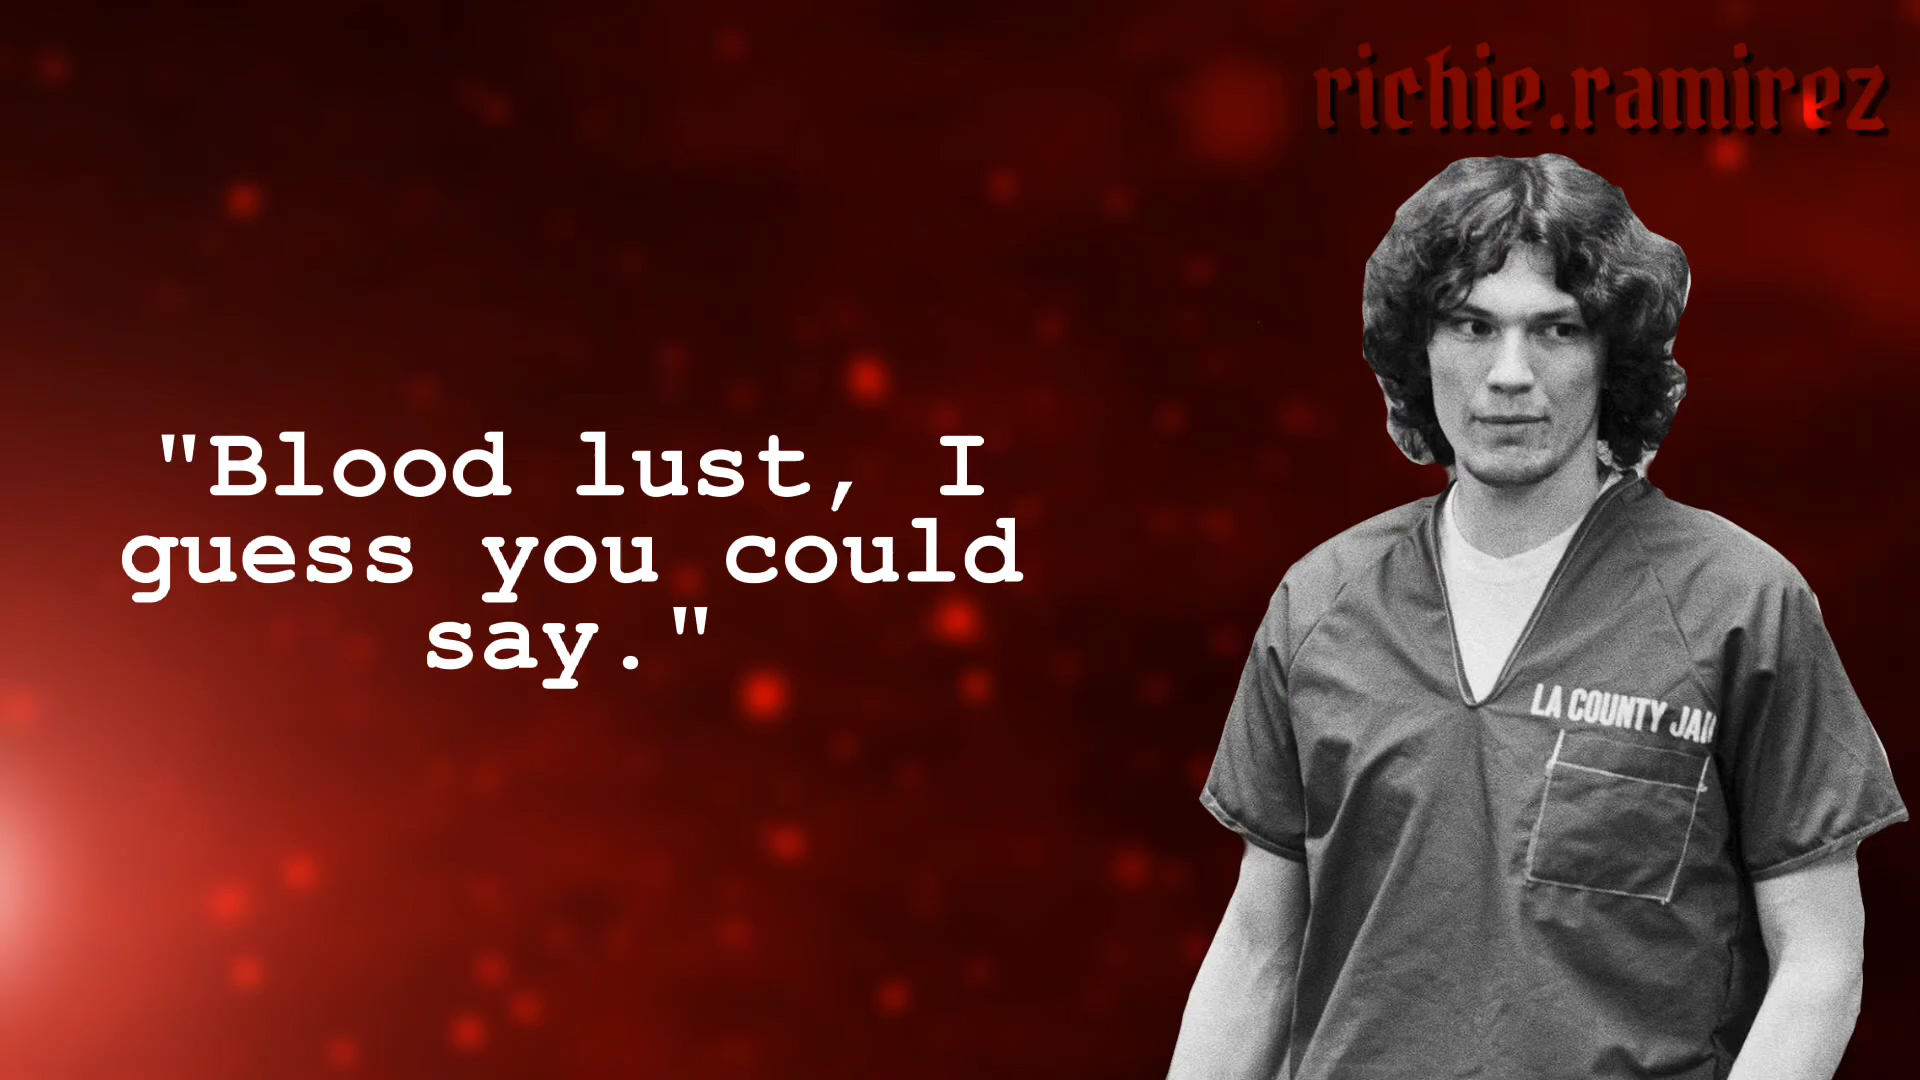 richie.ramirez
"Blood lust, I
guess you could
say."
LA COUNTY JAI